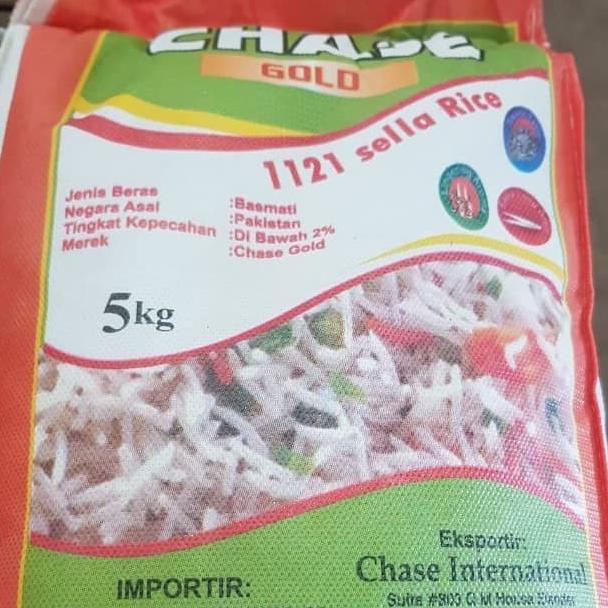 CHASE
GOLD
1121 sella Rice
Jenis Beras :Basmati
Negara Asal :Pakistan
Tingkat Kepecahan :Di Bawah 2%
Merek :Chase Gold
5kg
Eksportir:
Chase International
IMPORTIR: